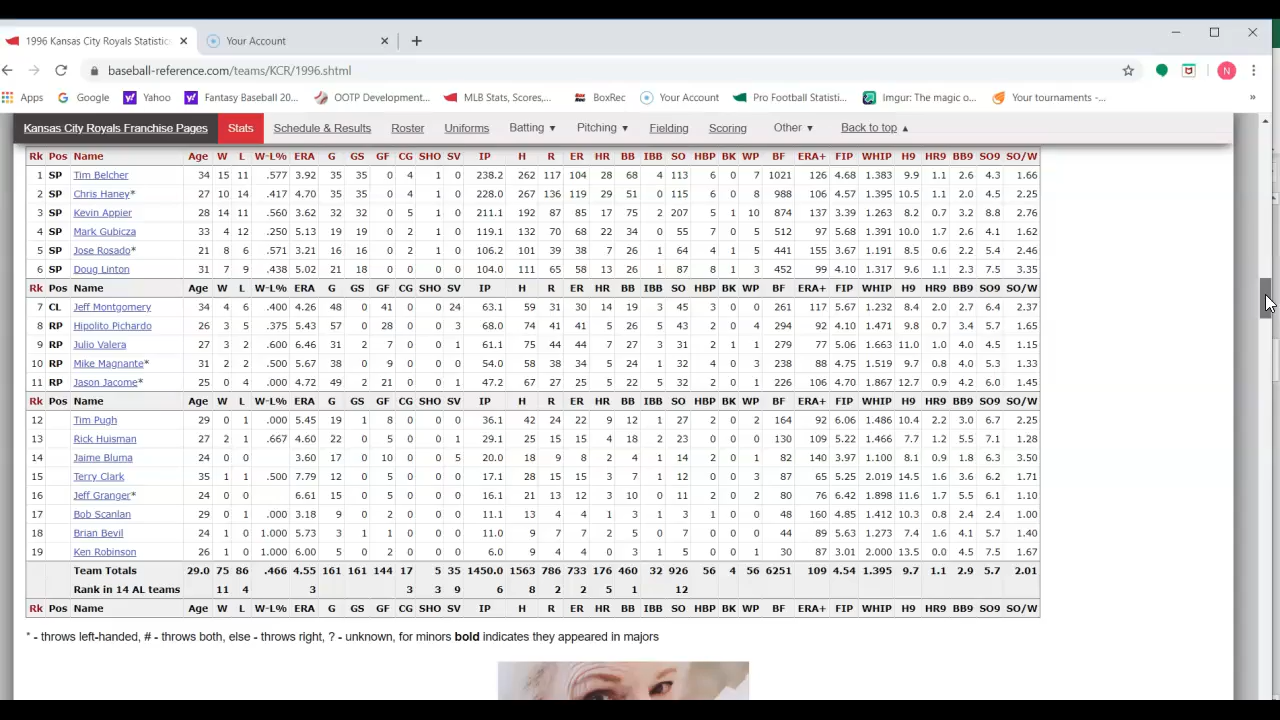 1996 Kansas City Royals Statistics
Your Account
baseball-reference.com/teams/KCR/1996.shtml
N
Apps Google Yahoo Fantasy Baseball 20... OOTP Development... MLB Stats, Scores,... BoxRec Your Account Pro Football Statisti... Imgur: The magic o... Your tournaments -... »
Kansas City Royals Franchise Pages Stats Schedule & Results Roster Uniforms Batting ▼ Pitching ▼ Fielding Scoring Other ▼ Back to top ▲
Rk Pos Name Age W L W-L% ERA G GS GF CG SHO SV IP H R ER HR BB IBB SO HBP BK WP BF ERA+ FIP WHIP H9 HR9 BB9 SO9 SO/W
1 SP Tim Belcher 34 15 11 .577 3.92 35 35 0 4 1 0 238.2 262 117 104 28 68 4 113 6 0 7 1021 126 4.68 1.383 9.9 1.1 2.6 4.3 1.66
2 SP Chris Haney* 27 10 14 .417 4.70 35 35 0 4 1 0 228.0 267 136 119 29 51 0 115 6 0 8 988 106 4.53 1.395 10.5 1.1 2.0 4.5 2.25
3 SP Kevin Appier 28 14 11 .560 3.62 32 32 0 5 1 0 211.1 192 87 85 17 75 2 207 5 1 10 874 137 3.39 1.263 8.2 0.7 3.2 8.8 2.76
4 SP Mark Gubicza 33 4 12 .250 5.13 19 19 0 2 1 0 119.1 132 70 68 22 34 0 55 7 0 5 512 97 5.68 1.391 10.0 1.7 2.6 4.1 1.62
5 SP Jose Rosado* 21 8 6 .571 3.21 16 16 0 2 1 0 106.2 101 39 38 7 26 1 64 4 1 5 441 155 3.67 1.191 8.5 0.6 2.2 5.4 2.46
6 SP Doug Linton 31 7 9 .438 5.02 21 18 0 0 0 0 104.0 111 65 58 13 26 1 87 8 1 3 452 99 4.10 1.317 9.6 1.1 2.3 7.5 3.35
Rk Pos Name Age W L W-L% ERA G GS GF CG SHO SV IP H R ER HR BB IBB SO HBP BK WP BF ERA+ FIP WHIP H9 HR9 BB9 SO9 SO/W
7 CL Jeff Montgomery 34 4 6 .400 4.26 48 0 41 0 0 24 63.1 59 31 30 14 19 3 45 3 0 0 261 117 5.67 1.232 8.4 2.0 2.7 6.4 2.37
8 RP Hipolito Pichardo 26 3 5 .375 5.43 57 0 28 0 0 3 68.0 74 41 41 5 26 5 43 2 0 4 294 92 4.10 1.471 9.8 0.7 3.4 5.7 1.65
9 RP Julio Valera 27 3 2 .600 6.46 31 2 7 0 0 1 61.1 75 44 44 7 27 3 31 2 1 2 279 77 5.06 1.663 11.0 1.0 4.0 4.5 1.15
10 RP Mike Magnante* 31 2 2 .500 5.67 38 0 9 0 0 0 54.0 58 38 34 5 24 1 32 4 0 3 238 88 4.75 1.519 9.7 0.8 4.0 5.3 1.33
11 RP Jason Jacome* 25 0 4 .000 4.72 49 2 21 0 0 1 47.2 67 27 25 5 22 5 32 2 0 1 226 106 4.70 1.867 12.7 0.9 4.2 6.0 1.45
Rk Pos Name Age W L W-L% ERA G GS GF CG SHO SV IP H R ER HR BB IBB SO HBP BK WP BF ERA+ FIP WHIP H9 HR9 BB9 SO9 SO/W
12 Tim Pugh 29 0 1 .000 5.45 19 1 8 0 0 0 36.1 42 24 22 9 12 1 27 2 0 2 164 92 6.06 1.486 10.4 2.2 3.0 6.7 2.25
13 Rick Huisman 27 2 1 .667 4.60 22 0 5 0 0 1 29.1 25 15 15 4 18 2 23 0 0 0 130 109 5.22 1.466 7.7 1.2 5.5 7.1 1.28
14 Jaime Bluma 24 0 0 3.60 17 0 10 0 0 5 20.0 18 9 8 2 4 1 14 2 0 1 82 140 3.97 1.100 8.1 0.9 1.8 6.3 3.50
15 Terry Clark 35 1 1 .500 7.79 12 0 5 0 0 0 17.1 28 15 15 3 7 1 12 0 0 3 87 65 5.25 2.019 14.5 1.6 3.6 6.2 1.71
16 Jeff Granger* 24 0 0 6.61 15 0 5 0 0 0 16.1 21 13 12 3 10 0 11 2 0 2 80 76 6.42 1.898 11.6 1.7 5.5 6.1 1.10
17 Bob Scanlan 29 0 1 .000 3.18 9 0 2 0 0 0 11.1 13 4 4 1 3 1 3 1 0 2 48 160 4.85 1.412 10.3 0.8 2.4 2.4 1.00
18 Brian Bevil 24 1 0 1.000 5.73 3 1 1 0 0 0 11.0 9 7 7 2 5 0 7 0 0 0 44 89 5.63 1.273 7.4 1.6 4.1 5.7 1.40
19 Ken Robinson 26 1 0 1.000 6.00 5 0 2 0 0 0 6.0 9 4 4 0 3 1 5 0 0 1 30 87 3.01 2.000 13.5 0.0 4.5 7.5 1.67
Team Totals 29.0 75 86 .466 4.55 161 161 144 17 5 35 1450.0 1563 786 733 176 460 32 926 56 4 56 6251 109 4.54 1.395 9.7 1.1 2.9 5.7 2.01
Rank in 14 AL teams 11 4 3 3 3 9 6 8 2 2 5 1 12
Rk Pos Name Age W L W-L% ERA G GS GF CG SHO SV IP H R ER HR BB IBB SO HBP BK WP BF ERA+ FIP WHIP H9 HR9 BB9 SO9 SO/W
* - throws left-handed, # - throws both, else - throws right, ? - unknown, for minors bold indicates they appeared in majors